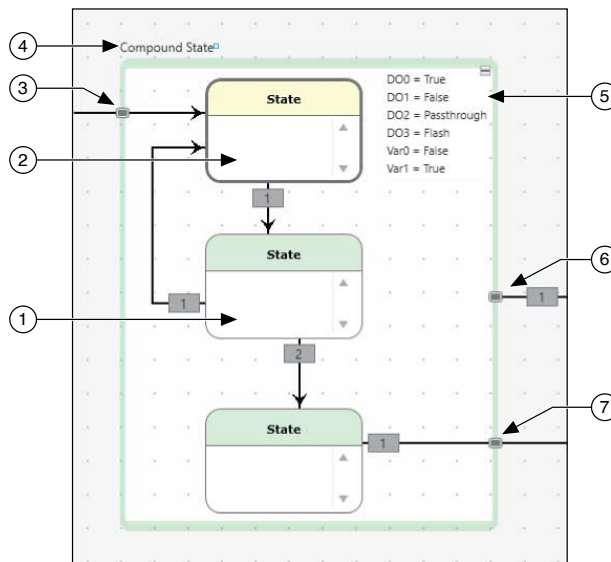 4
Compound State
3
State
DO0 = True
DO1 = False
DO2 = Passthrough
DO3 = Flash
Var0 = False
Var1 = True
5
2
1
State
6
1
1
1
2
7
State
1